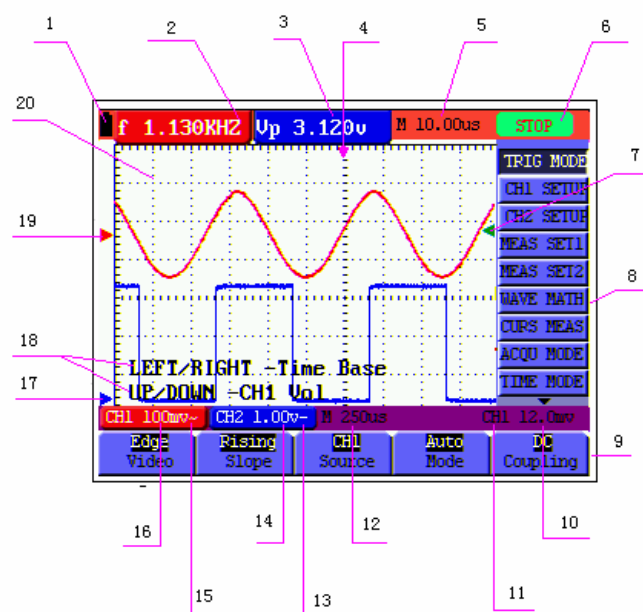 1 2 3 4 5 6
20
f 1.130KHZ Vp 3.120v M 10.00us STOP
7
TRIG MODE
CH1 SETUP
19
CH2 SETUP
MEAS SET1
MEAS SET2
8
WAVE MATH
CURS MEAS
18
LEFT/RIGHT -Time Base
ACQU MODE
17
UP/DOWN -CH1 Vol
TIME MODE
CH1 100mv~ CH2 1.00v- M 250us CH1 12.0mv
Edge Rising CH1 Auto DC
9
Video Slope Source Mode Coupling
16 14 12 10
15 13 11